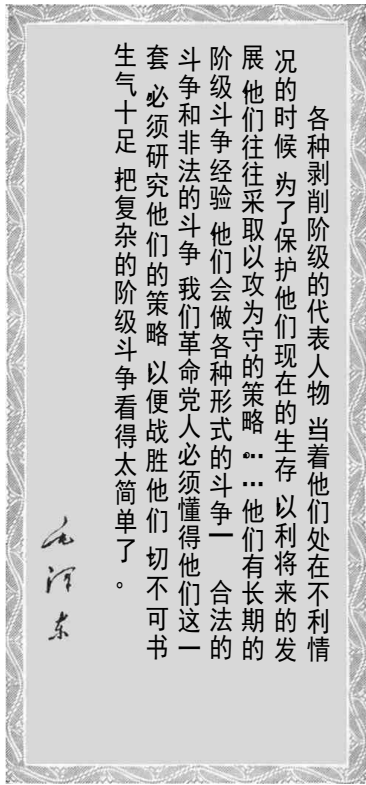 各种剥削阶级的代表人物 当着他们处在不利情
况的时候 为了保护他们现在的生存 以利将来的发
展 他们往往采取以攻为守的策略。…… 他们有长期的
阶级斗争经验 他们会做各种形式的斗争— 合法的
斗争和非法的斗争 我们革命党人必须懂得他们这一
套 必须研究他们的策略 以便战胜他们 切不可书
生气十足 把复杂的阶级斗争看得太简单了。
毛泽东